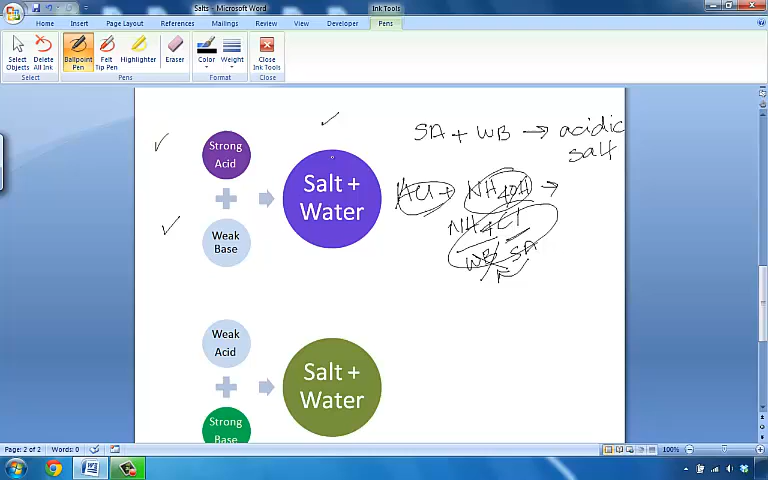 Salts - Microsoft Word
Ink Tools
Home Insert Page Layout References Mailings Review View Developer Pens
Select Objects
Delete All Ink
Ballpoint Pen
Felt Tip Pen
Highlighter
Eraser
Color
Weight
Close Ink Tools
Select
Pens
Format
Close
Strong Acid
Weak Base
Salt + Water
SA + WB → acidic
salt
HCl + NH4OH →
NH4Cl
WB SA
Weak Acid
Strong Base
Salt + Water
Page: 2 of 2 Words: 0
100%
5:36 PM